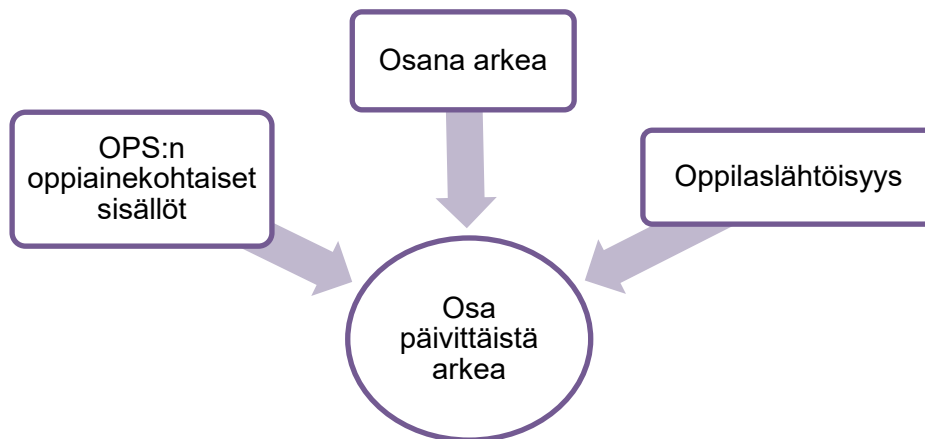 Osana arkea
OPS:n
oppiainekohtaiset
sisällöt
Oppilaslähtöisyys
Osa
päivittäistä
arkea